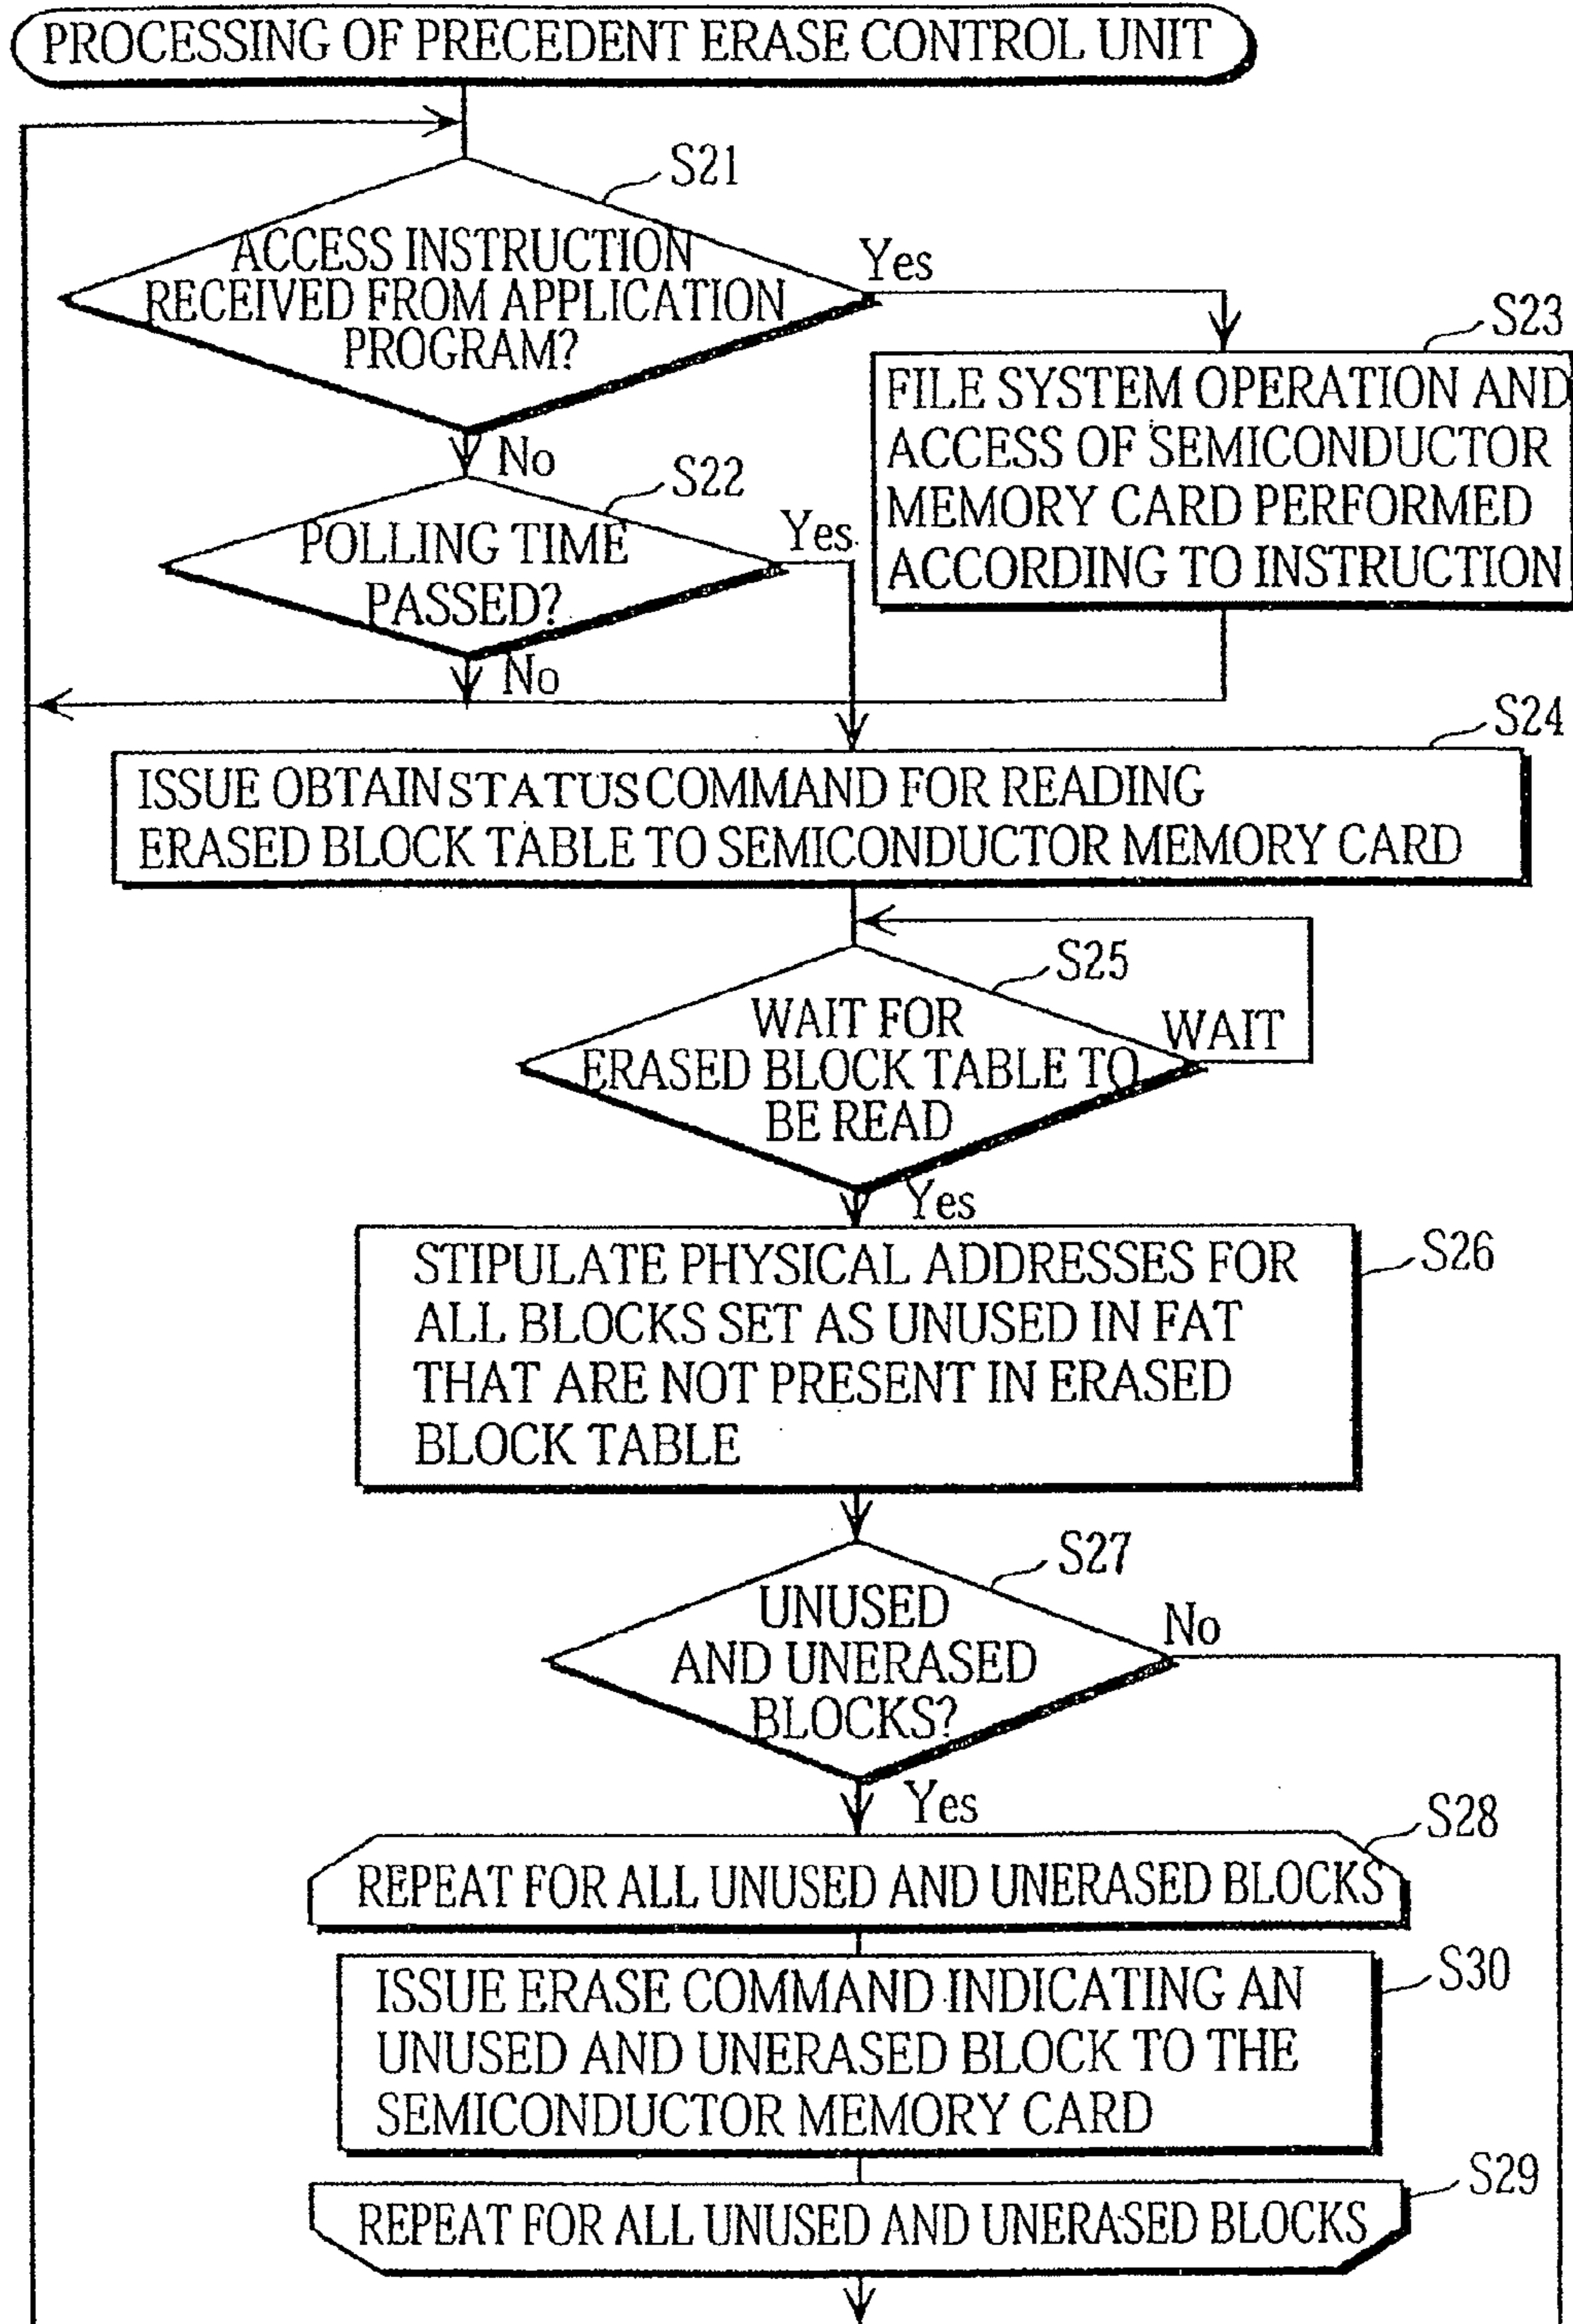 PROCESSING OF PRECEDENT ERASE CONTROL UNIT
S21
ACCESS INSTRUCTION
RECEIVED FROM APPLICATION
PROGRAM?
Yes
No
S22
POLLING TIME
PASSED?
Yes
No
S23
FILE SYSTEM OPERATION AND
ACCESS OF SEMICONDUCTOR
MEMORY CARD PERFORMED
ACCORDING TO INSTRUCTION
S24
ISSUE OBTAIN STATUS COMMAND FOR READING
ERASED BLOCK TABLE TO SEMICONDUCTOR MEMORY CARD
S25
WAIT FOR
ERASED BLOCK TABLE TO
BE READ
WAIT
Yes
S26
STIPULATE PHYSICAL ADDRESSES FOR
ALL BLOCKS SET AS UNUSED IN FAT
THAT ARE NOT PRESENT IN ERASED
BLOCK TABLE
S27
UNUSED
AND UNERASED
BLOCKS?
No
Yes
S28
REPEAT FOR ALL UNUSED AND UNERASED BLOCKS
S30
ISSUE ERASE COMMAND INDICATING AN
UNUSED AND UNERASED BLOCK TO THE
SEMICONDUCTOR MEMORY CARD
S29
REPEAT FOR ALL UNUSED AND UNERASED BLOCKS